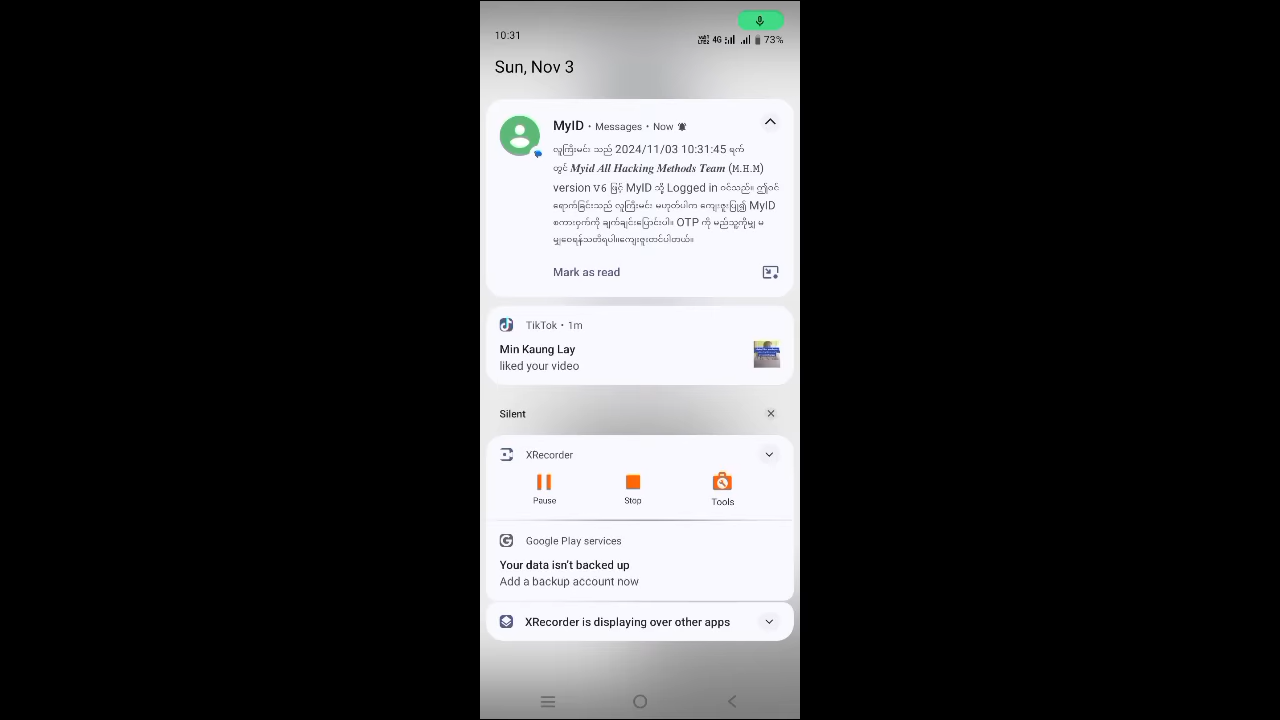 10:31
4G 73%
Sun, Nov 3
MyID • Messages • Now
လူကြီးမင်း သည် 2024/11/03 10:31:45 ရက်
တွင် Myid All Hacking Methods Team (M.H.M)
version V6 ဖြင့် MyID သို့ Logged in ဝင်သည်။ ဤဝင်
ရောက်ခြင်းသည် လူကြီးမင်း မဟုတ်ပါက ကျေးဇူးပြု၍ MyID
စကားဝှက်ကို ချက်ချင်းပြောင်းပါ။ OTP ကို မည်သူ့ကိုမျှ မ
မျှဝေရန်သတိရပါ။ကျေးဇူးတင်ပါတယ်။
Mark as read
TikTok • 1m
Min Kaung Lay
liked your video
Silent
XRecorder
Pause Stop Tools
Google Play services
Your data isn't backed up
Add a backup account now
XRecorder is displaying over other apps